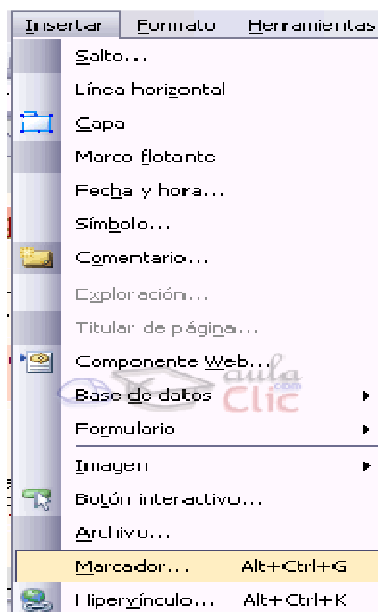 Insertar Formato Herramientas
Salto...
Línea horizontal
Capa
Marco flotante
Fecha y hora...
Símbolo...
Comentario...
Exploración...
Titular de página...
Componente Web...
aula
.com
Clic
Base de datos
Formulario
Imagen
Botón interactivo...
Archivo...
Marcador... Alt+Ctrl+G
Hipervínculo... Alt+Ctrl+K